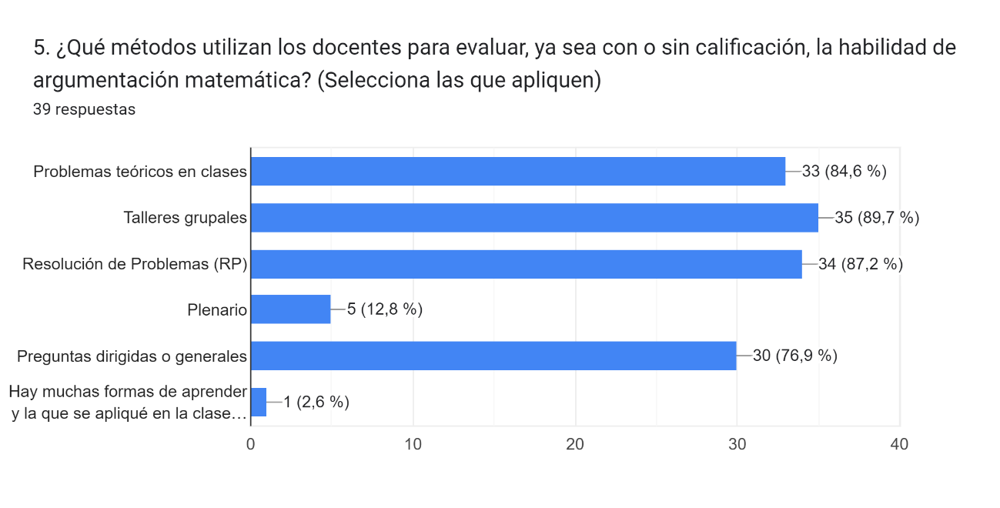 5. ¿Qué métodos utilizan los docentes para evaluar, ya sea con o sin calificación, la habilidad de
argumentación matemática? (Selecciona las que apliquen)
39 respuestas
Problemas teóricos en clases
33 (84,6 %)
Talleres grupales
35 (89,7 %)
Resolución de Problemas (RP)
34 (87,2 %)
Plenario
5 (12,8 %)
Preguntas dirigidas o generales
30 (76,9 %)
Hay muchas formas de aprender
y la que se apliqué en la clase…
1 (2,6 %)
0 10 20 30 40